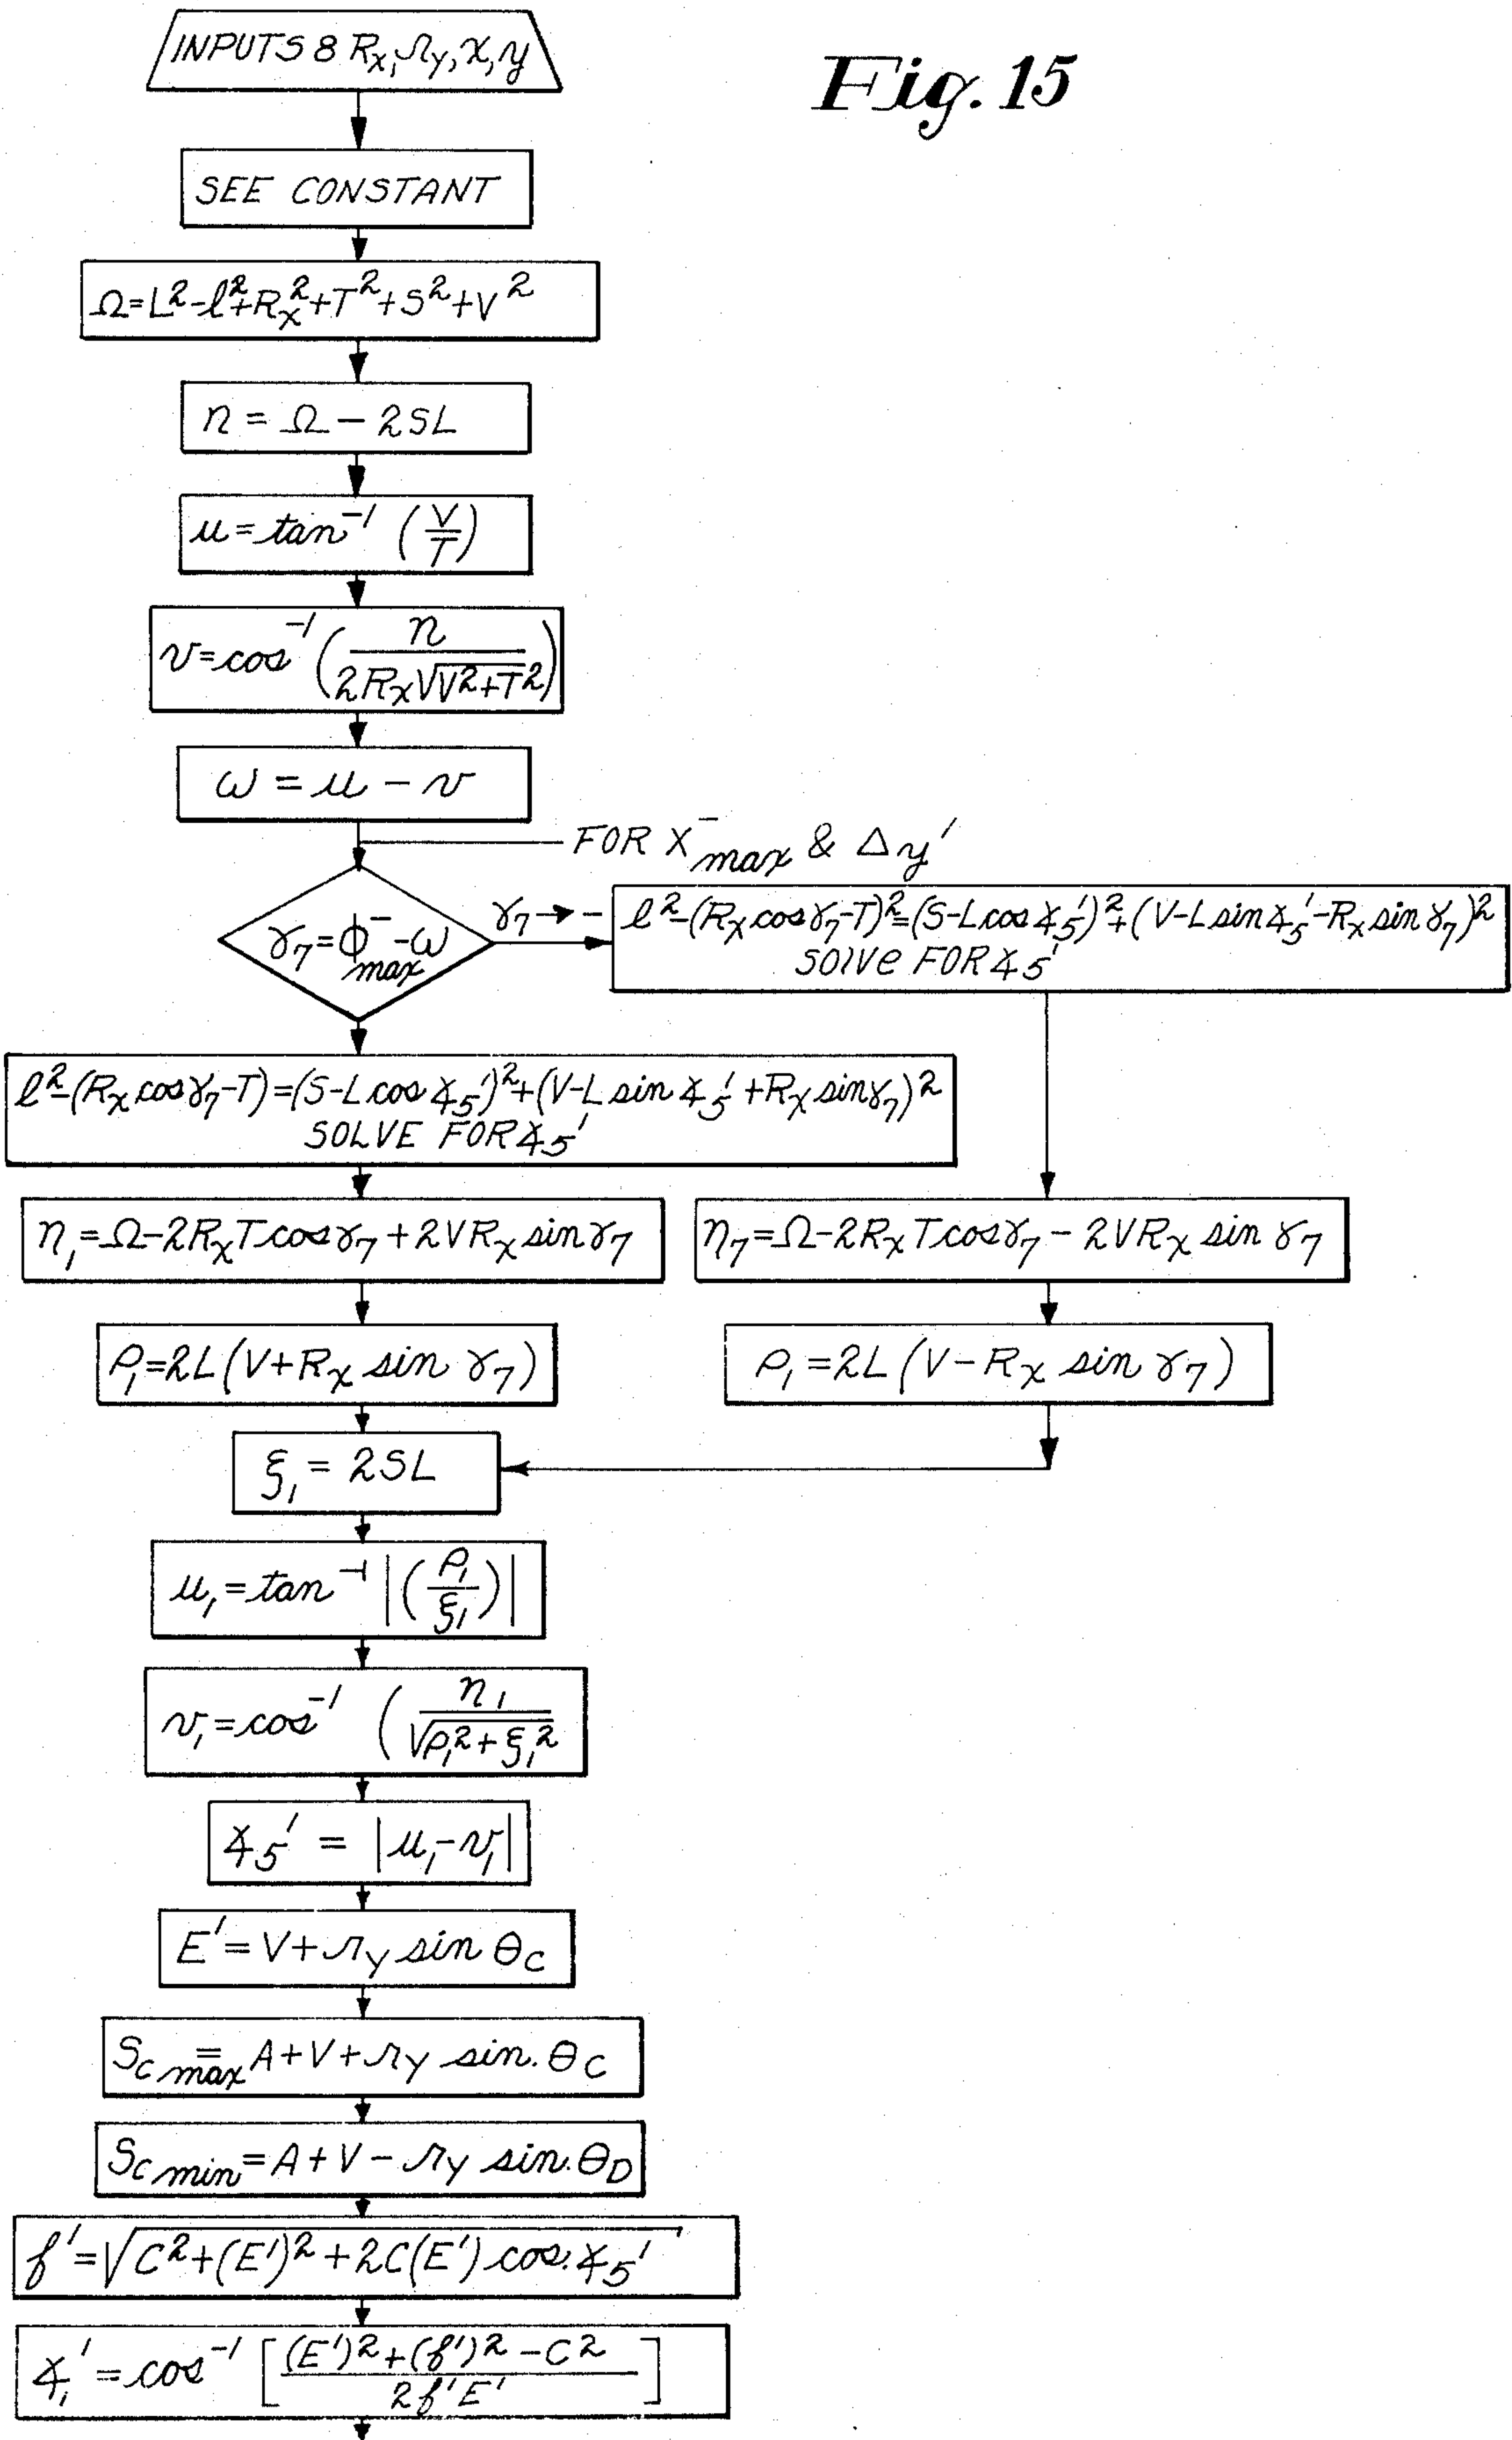 Fig. 15
INPUTS 8 Rx, ry, x, y
SEE CONSTANT
Ω = L² - l² + Rx² + T² + S² + V²
η = Ω - 2SL
u = tan⁻¹ (V/T)
v = cos⁻¹ (η / 2Rx√V²+T²)
ω = u - v
FOR X⁻max & Δy'
γ7 = Φ⁻max - ω
γ7 → -
l² - (Rx cos γ7 - T)² = (S - L cos ∡5')² + (V - L sin ∡5' - Rx sin γ7)²
SOLVE FOR ∡5'
l² - (Rx cos γ7 - T) = (S - L cos ∡5')² + (V - L sin ∡5' + Rx sin γ7)²
SOLVE FOR ∡5'
η1 = Ω - 2RxT cos γ7 + 2VRx sin γ7
η7 = Ω - 2RxT cos γ7 - 2VRx sin γ7
ρ1 = 2L (V + Rx sin γ7)
ρ1 = 2L (V - Rx sin γ7)
ξ1 = 2SL
u1 = tan⁻¹ |(ρ1/ξ1)|
v1 = cos⁻¹ (η1 / √ρ1² + ξ1²
∡5' = |u1 - v1|
E' = V + ry sin θC
Sc max = A + V + ry sin. θC
Sc min = A + V - ry sin. θD
f' = √C² + (E')² + 2C(E') cos. ∡5'
∡1' = cos⁻¹ [(E')² + (f')² - C² / 2f'E']